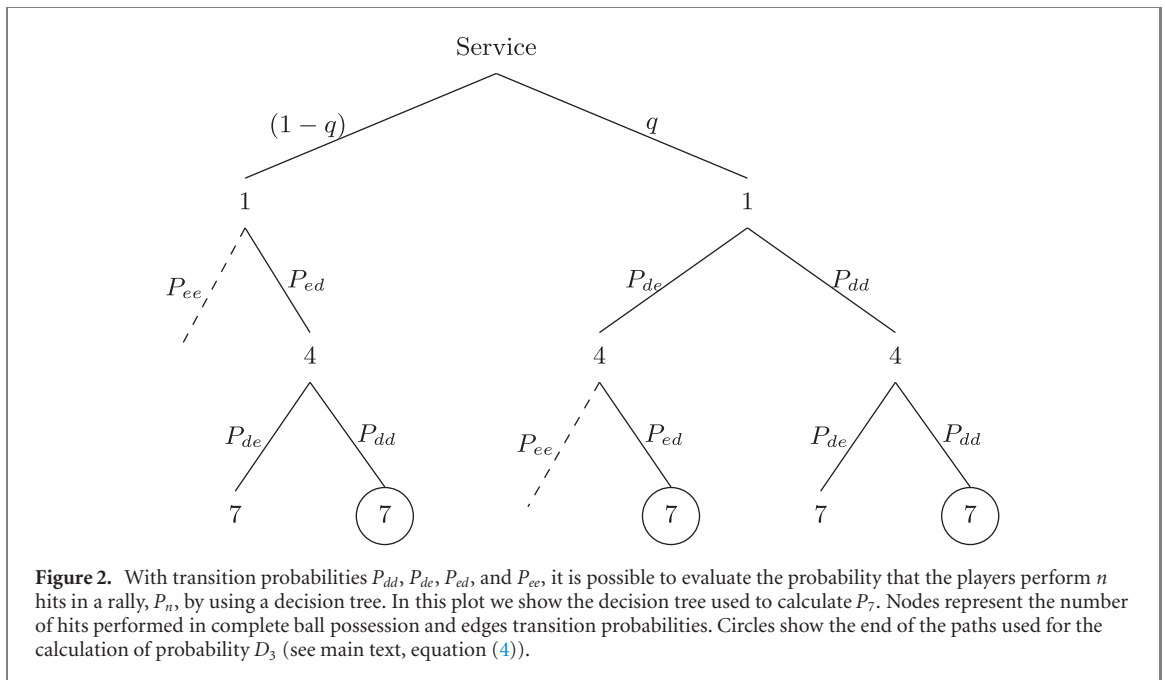 Service
(1 − q) q
1 1
P_ee P_ed P_de P_dd
4 4 4
P_de P_dd P_ee P_ed P_de P_dd
7 7 7 7 7
Figure 2. With transition probabilities P_dd, P_de, P_ed, and P_ee, it is possible to evaluate the probability that the players perform n
hits in a rally, P_n, by using a decision tree. In this plot we show the decision tree used to calculate P_7. Nodes represent the number
of hits performed in complete ball possession and edges transition probabilities. Circles show the end of the paths used for the
calculation of probability D_3 (see main text, equation (4)).